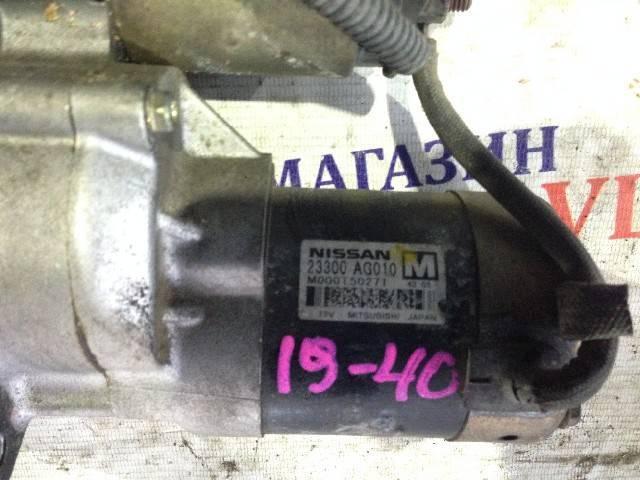 МАГАЗИН
VL
NISSAN M
23300 AG010
M000T50271
12V MITSUBISHI JAPAN
19-40